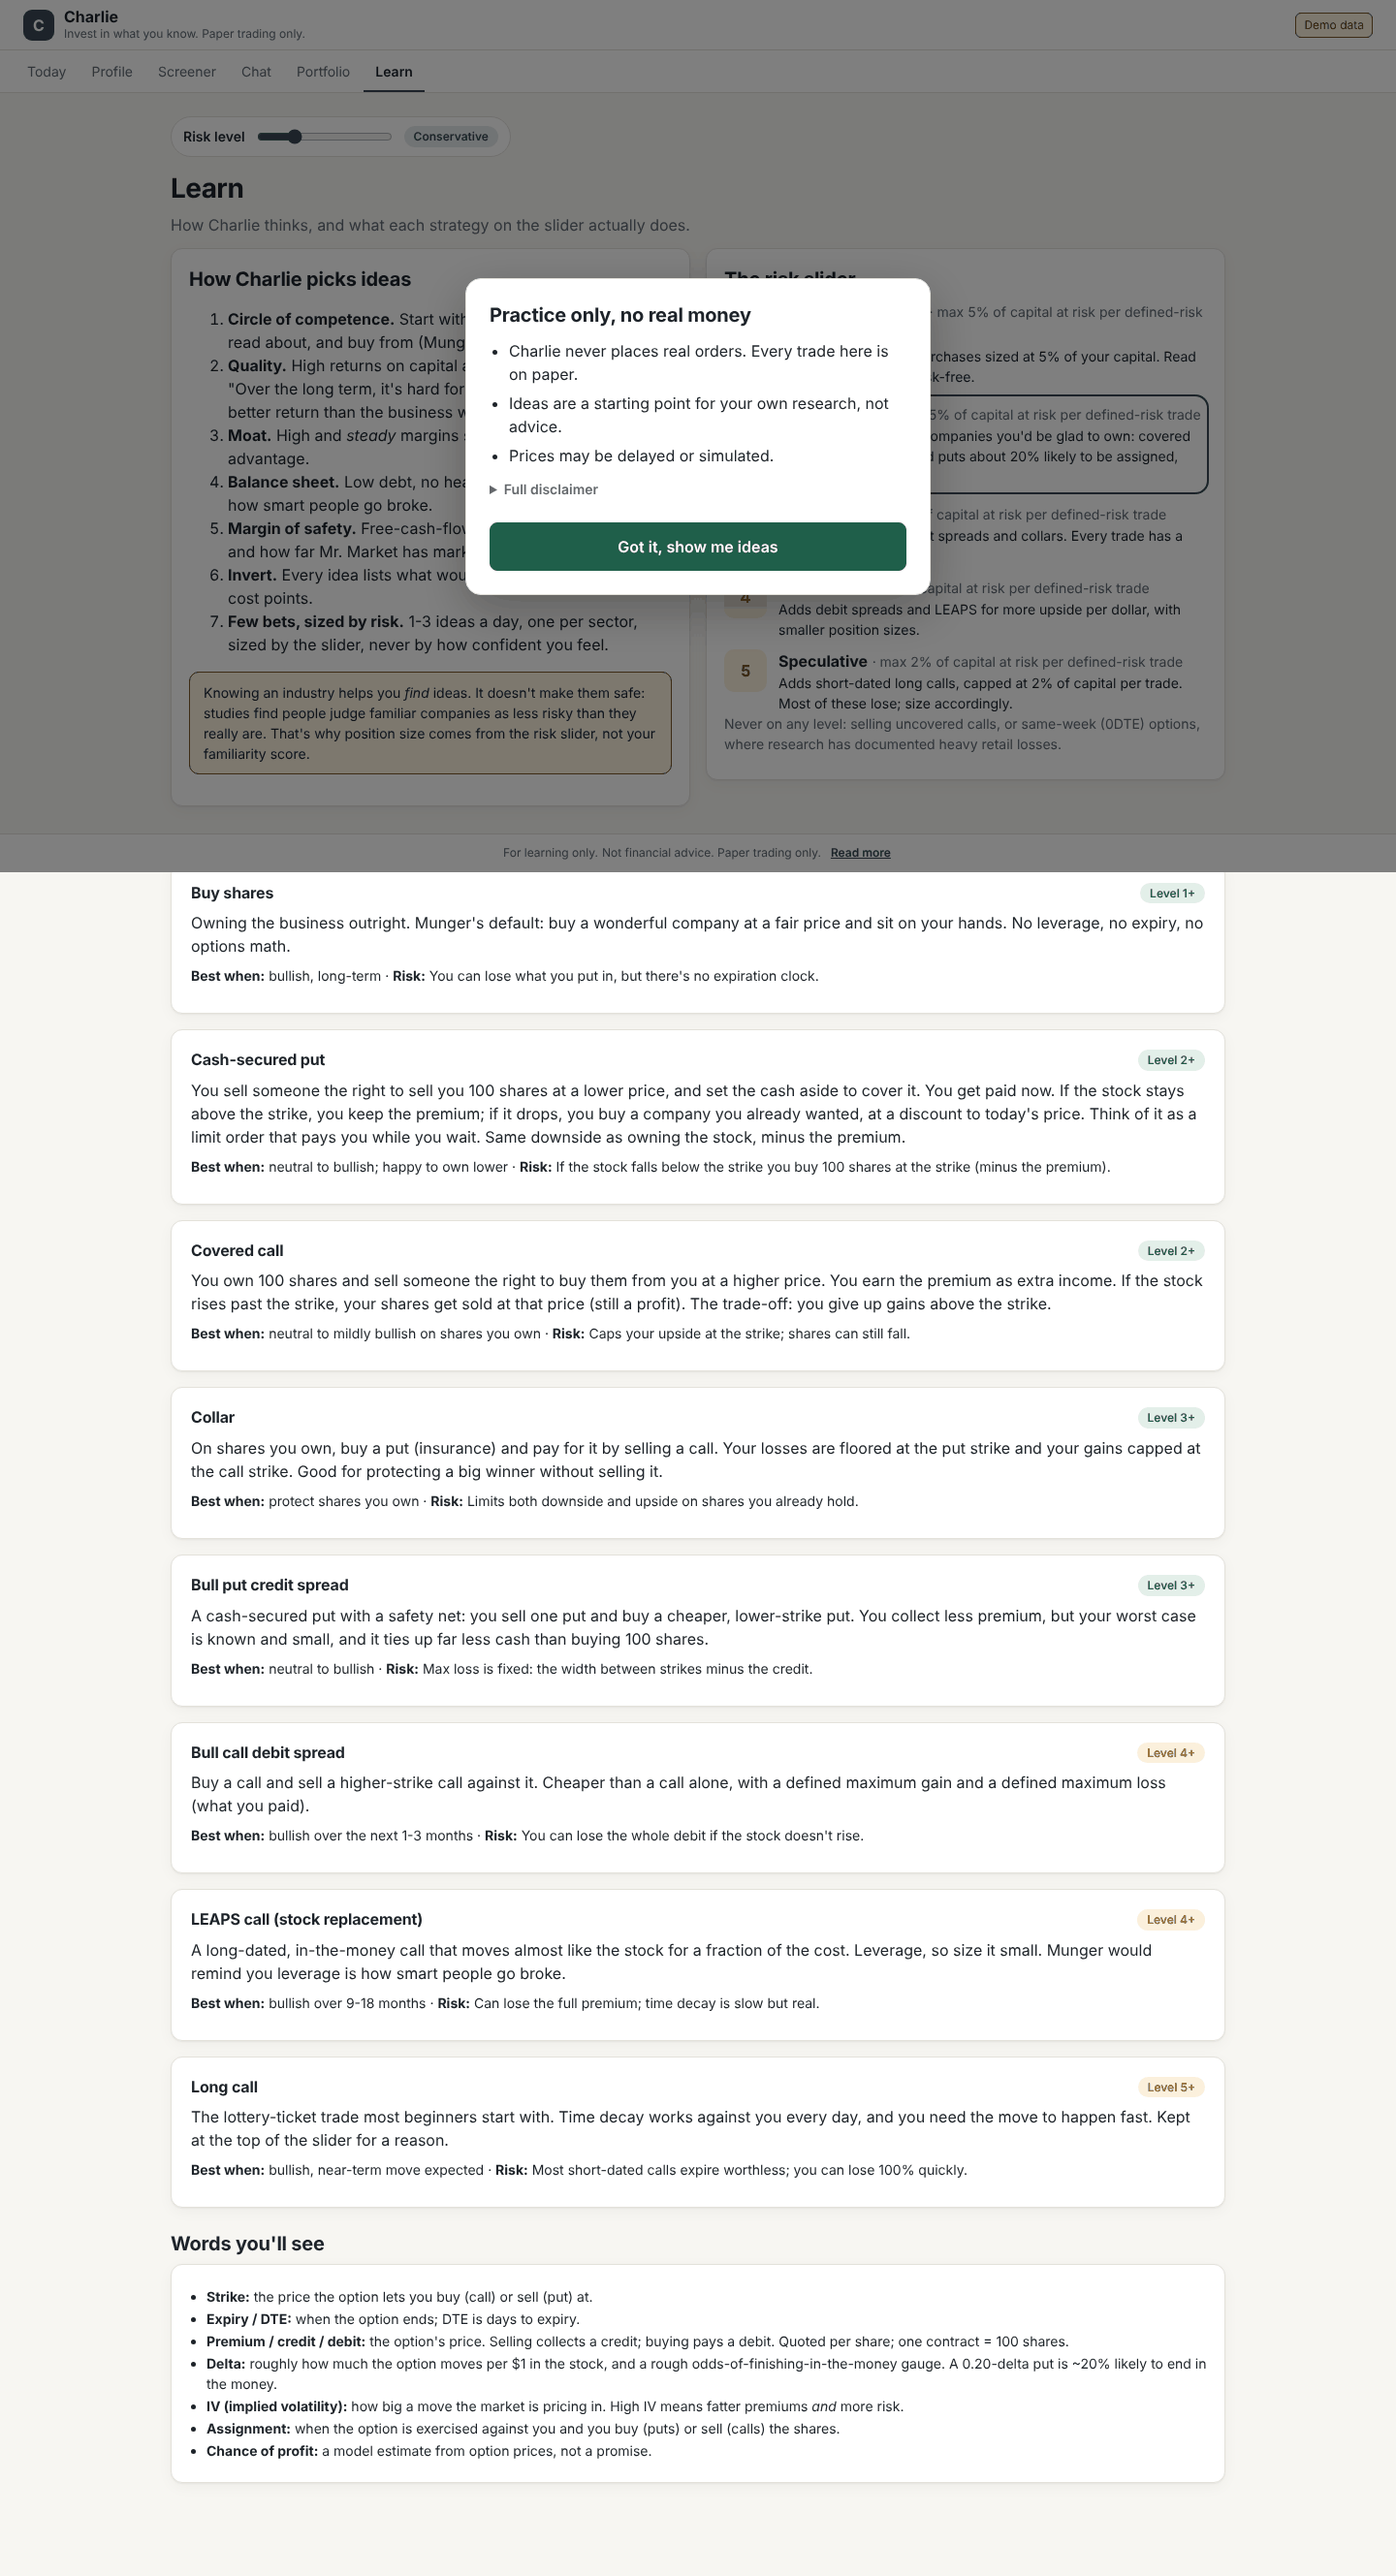 C
Charlie
Invest in what you know. Paper trading only.
Demo data
Today
Profile
Screener
Chat
Portfolio
Learn
Risk level
Conservative
Learn
How Charlie thinks, and what each strategy on the slider actually does.
How Charlie picks ideas
1. Circle of competence. Start with
read about, and buy from (Mung
2. Quality. High returns on capital
"Over the long term, it's hard for
better return than the business
3. Moat. High and steady margins
advantage.
4. Balance sheet. Low debt, no
how smart people go broke.
5. Margin of safety. Free-cash-flow
and how far Mr. Market has
6. Invert. Every idea lists what
cost points.
7. Few bets, sized by risk. 1-3 ideas a day, one per sector,
sized by the slider, never by how confident you feel.
Knowing an industry helps you find ideas. It doesn't make them safe:
studies find people judge familiar companies as less risky than they
really are. That's why position size comes from the risk slider, not your
familiarity score.
The risk slider
· max 5% of capital at risk per defined-risk
rchases sized at 5% of your capital. Read
sk-free.
5% of capital at risk per defined-risk trade
ompanies you'd be glad to own: covered
puts about 20% likely to be assigned,
capital at risk per defined-risk trade
spreads and collars. Every trade has a
4
capital at risk per defined-risk trade
Adds debit spreads and LEAPS for more upside per dollar, with
smaller position sizes.
5
Speculative · max 2% of capital at risk per defined-risk trade
Adds short-dated long calls, capped at 2% of capital per trade.
Most of these lose; size accordingly.
Never on any level: selling uncovered calls, or same-week (0DTE) options,
where research has documented heavy retail losses.
Practice only, no real money
• Charlie never places real orders. Every trade here is
on paper.
• Ideas are a starting point for your own research, not
advice.
• Prices may be delayed or simulated.
Full disclaimer
Got it, show me ideas
For learning only. Not financial advice. Paper trading only. Read more
Buy shares
Level 1+
Owning the business outright. Munger's default: buy a wonderful company at a fair price and sit on your hands. No leverage, no expiry, no
options math.
Best when: bullish, long-term · Risk: You can lose what you put in, but there's no expiration clock.
Cash-secured put
Level 2+
You sell someone the right to sell you 100 shares at a lower price, and set the cash aside to cover it. You get paid now. If the stock stays
above the strike, you keep the premium; if it drops, you buy a company you already wanted, at a discount to today's price. Think of it as a
limit order that pays you while you wait. Same downside as owning the stock, minus the premium.
Best when: neutral to bullish; happy to own lower · Risk: If the stock falls below the strike you buy 100 shares at the strike (minus the premium).
Covered call
Level 2+
You own 100 shares and sell someone the right to buy them from you at a higher price. You earn the premium as extra income. If the stock
rises past the strike, your shares get sold at that price (still a profit). The trade-off: you give up gains above the strike.
Best when: neutral to mildly bullish on shares you own · Risk: Caps your upside at the strike; shares can still fall.
Collar
Level 3+
On shares you own, buy a put (insurance) and pay for it by selling a call. Your losses are floored at the put strike and your gains capped at
the call strike. Good for protecting a big winner without selling it.
Best when: protect shares you own · Risk: Limits both downside and upside on shares you already hold.
Bull put credit spread
Level 3+
A cash-secured put with a safety net: you sell one put and buy a cheaper, lower-strike put. You collect less premium, but your worst case
is known and small, and it ties up far less cash than buying 100 shares.
Best when: neutral to bullish · Risk: Max loss is fixed: the width between strikes minus the credit.
Bull call debit spread
Level 4+
Buy a call and sell a higher-strike call against it. Cheaper than a call alone, with a defined maximum gain and a defined maximum loss
(what you paid).
Best when: bullish over the next 1-3 months · Risk: You can lose the whole debit if the stock doesn't rise.
LEAPS call (stock replacement)
Level 4+
A long-dated, in-the-money call that moves almost like the stock for a fraction of the cost. Leverage, so size it small. Munger would
remind you leverage is how smart people go broke.
Best when: bullish over 9-18 months · Risk: Can lose the full premium; time decay is slow but real.
Long call
Level 5+
The lottery-ticket trade most beginners start with. Time decay works against you every day, and you need the move to happen fast. Kept
at the top of the slider for a reason.
Best when: bullish, near-term move expected · Risk: Most short-dated calls expire worthless; you can lose 100% quickly.
Words you'll see
• Strike: the price the option lets you buy (call) or sell (put) at.
• Expiry / DTE: when the option ends; DTE is days to expiry.
• Premium / credit / debit: the option's price. Selling collects a credit; buying pays a debit. Quoted per share; one contract = 100 shares.
• Delta: roughly how much the option moves per $1 in the stock, and a rough odds-of-finishing-in-the-money gauge. A 0.20-delta put is ~20% likely to end in
the money.
• IV (implied volatility): how big a move the market is pricing in. High IV means fatter premiums and more risk.
• Assignment: when the option is exercised against you and you buy (puts) or sell (calls) the shares.
• Chance of profit: a model estimate from option prices, not a promise.